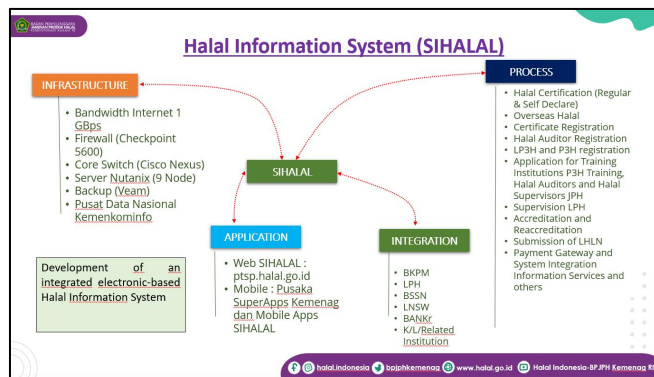 BADAN PENYELENGGARA
JAMINAN PRODUK HALAL
Halal Information System (SIHALAL)
INFRASTRUCTURE
• Bandwidth Internet 1
GBps
• Firewall (Checkpoint
5600)
• Core Switch (Cisco Nexus)
• Server Nutanix (9 Node)
• Backup (Veam)
• Pusat Data Nasional
Kemenkominfo
Development of an
integrated electronic-based
Halal Information System
SIHALAL
APPLICATION
• Web SIHALAL :
ptsp.halal.go.id
• Mobile : Pusaka
SuperApps Kemenag
dan Mobile Apps
SIHALAL
INTEGRATION
• BKPM
• LPH
• BSSN
• LNSW
• BANKr
• K/L/Related
Institution
PROCESS
• Halal Certification (Regular
& Self Declare)
• Overseas Halal
• Certificate Registration
• Halal Auditor Registration
• LP3H and P3H registration
• Application for Training
Institutions P3H Training,
Halal Auditors and Halal
Supervisors JPH
• Supervision LPH
• Accreditation and
Reaccreditation
• Submission of LHLN
• Payment Gateway and
System Integration
Information Services and
others
halal.indonesia bpjphkemenag www.halal.go.id Halal Indonesia-BPJPH Kemenag RI